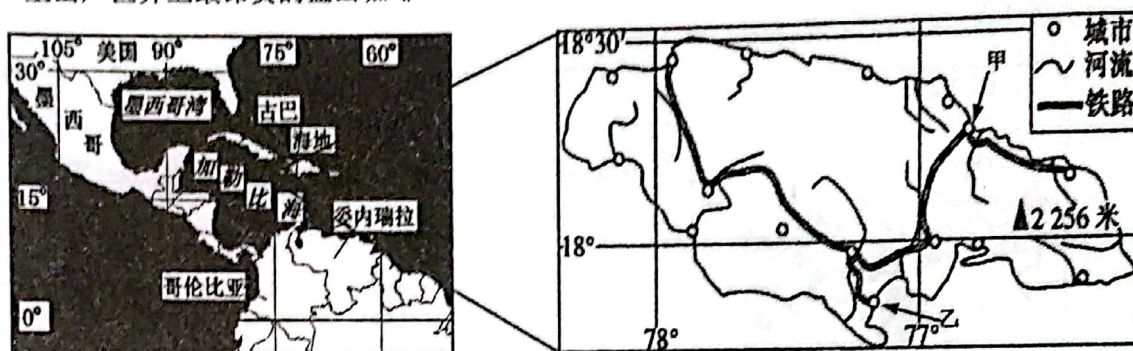 105° 美国 90° 75° 60°
30°
墨西哥
墨西哥湾
古巴
海地
加勒比海
15°
委内瑞拉
哥伦比亚
0°
18°30′
甲
城市
河流
铁路
▲2 256 米
18°
乙
78° 77°